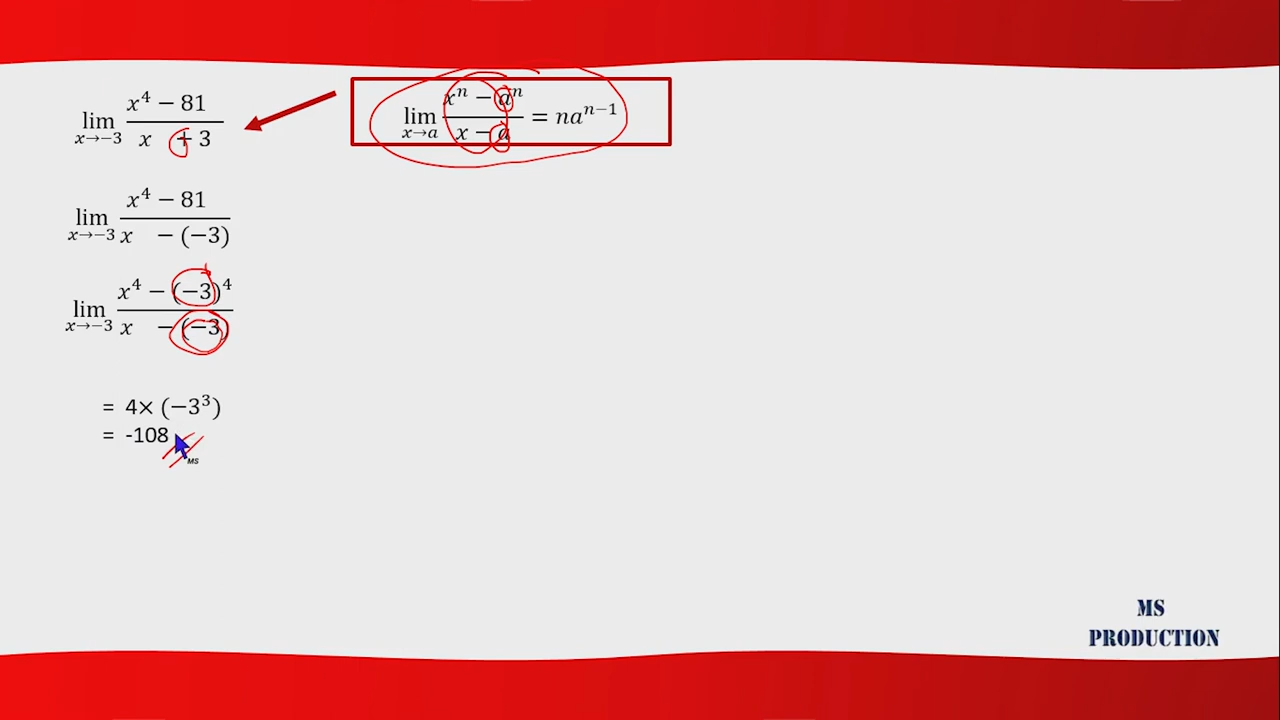 lim x→−3 (x⁴ − 81)/(x + 3)
lim x→a (xⁿ − aⁿ)/(x − a) = naⁿ⁻¹
lim x→−3 (x⁴ − 81)/(x − (−3))
lim x→−3 (x⁴ − (−3)⁴)/(x − (−3))
= 4× (−3³)
= -108
MS
MS
PRODUCTION